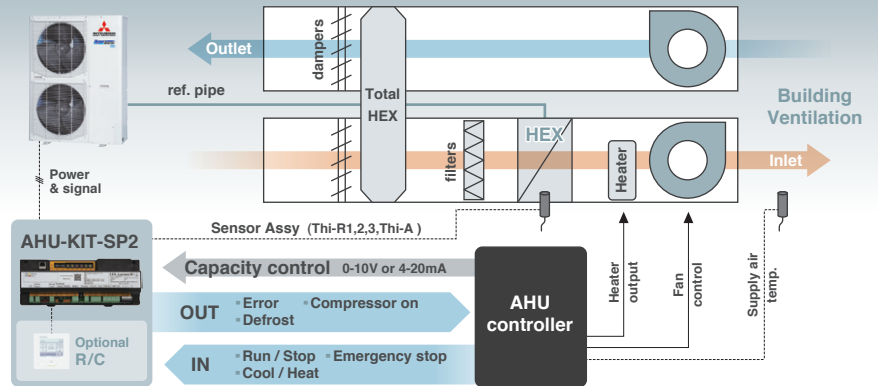 MITSUBISHI
Outlet
dampers
Total
HEX
ref. pipe
Building
Ventilation
HEX
filters
Heater
Inlet
Power
& signal
Sensor Assy (Thi-R1,2,3,Thi-A )
AHU-KIT-SP2
Capacity control 0-10V or 4-20mA
OUT
▪Error ▪Compressor on
▪Defrost
IN
▪Run / Stop ▪Emergency stop
▪Cool / Heat
Optional
R/C
AHU
controller
Heater
output
Fan
control
Supply air
temp.